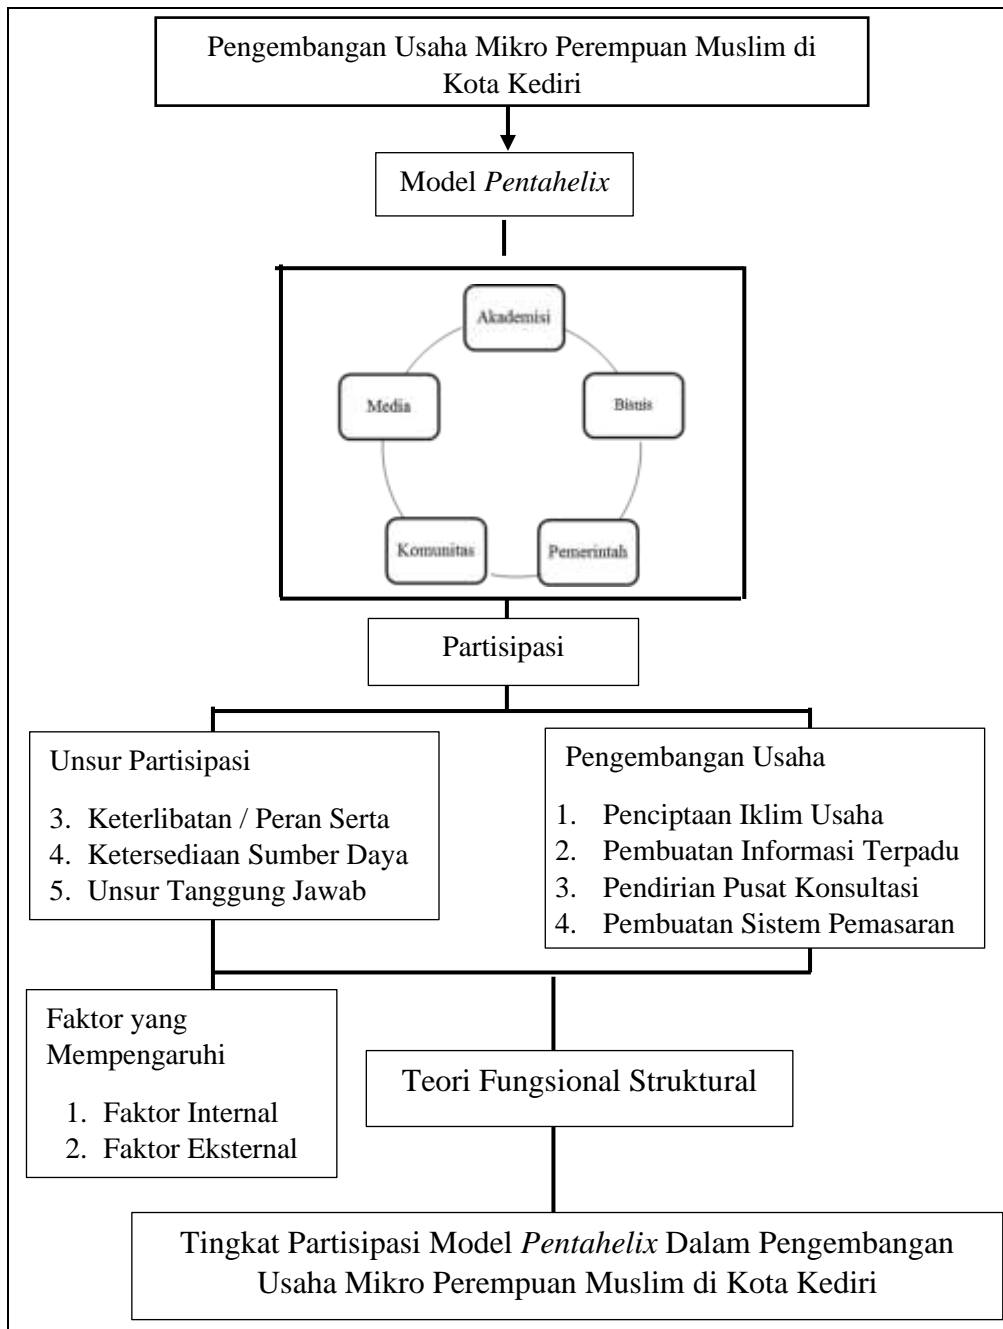 Pengembangan Usaha Mikro Perempuan Muslim di
Kota Kediri
Model Pentahelix
Akademisi
Media
Bisnis
Komunitas
Pemerintah
Partisipasi
Unsur Partisipasi
3. Keterlibatan / Peran Serta
4. Ketersediaan Sumber Daya
5. Unsur Tanggung Jawab
Pengembangan Usaha
1. Penciptaan Iklim Usaha
2. Pembuatan Informasi Terpadu
3. Pendirian Pusat Konsultasi
4. Pembuatan Sistem Pemasaran
Faktor yang
Mempengaruhi
1. Faktor Internal
2. Faktor Eksternal
Teori Fungsional Struktural
Tingkat Partisipasi Model Pentahelix Dalam Pengembangan
Usaha Mikro Perempuan Muslim di Kota Kediri